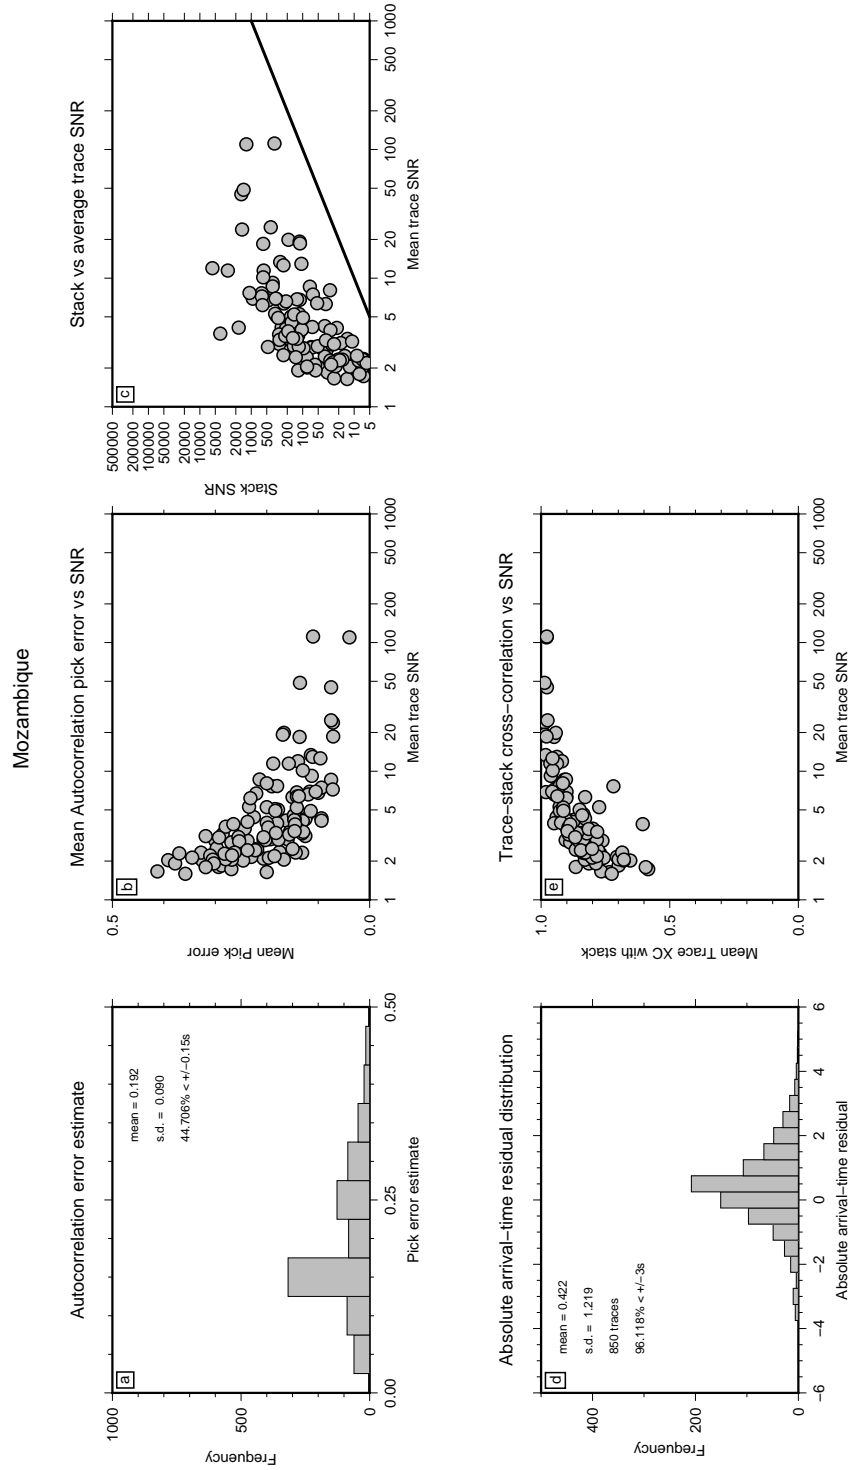 Mozambique
a
Autocorrelation error estimate
Frequency
1000
500
0
mean = 0.192
s.d. = 0.090
44.706% < +/−0.15s
0.00
0.25
0.50
Pick error estimate
b
Mean Autocorrelation pick error vs SNR
Mean Pick error
0.5
0.0
1
2
5
10
20
50
100
200
500
1000
Mean trace SNR
c
Stack vs average trace SNR
Stack SNR
500000
200000
100000
50000
20000
10000
5000
2000
1000
500
200
100
50
20
10
5
1
2
5
10
20
50
100
200
500
1000
Mean trace SNR
d
Absolute arrival−time residual distribution
Frequency
400
200
0
mean = 0.422
s.d. = 1.219
850 traces
96.118% < +/−3s
−6
−4
−2
0
2
4
6
Absolute arrival−time residual
e
Trace−stack cross−correlation vs SNR
Mean Trace XC with stack
1.0
0.5
0.0
1
2
5
10
20
50
100
200
500
1000
Mean trace SNR